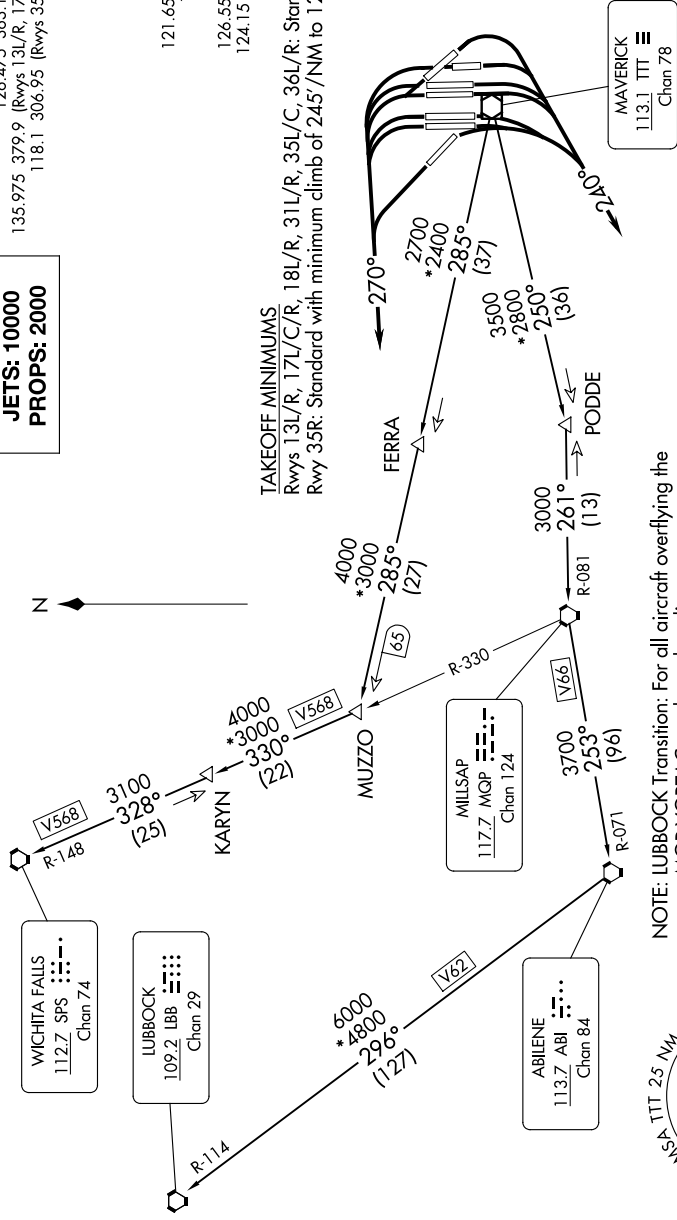 126.475
135.975 379.9 (Rwys 13L/R, 17
118.1 306.95 (Rwys 35
121.65
126.55
124.15
JETS: 10000
PROPS: 2000
TAKEOFF MINIMUMS
Rwys 13L/R, 17L/C/R, 18L/R, 31L/R, 35L/C, 36L/R: Stan
Rwy 35R: Standard with minimum climb of 245'/NM to 12
N
WICHITA FALLS
112.7 SPS
Chan 74
V568
R-148
3100
328°
(25)
KARYN
4000
*3000
330°
(22)
V568
MUZZO
65
4000
*3000
285°
(27)
FERRA
2700
*2400
285°
(37)
270°
240°
MAVERICK
113.1 TTT
Chan 78
3500
*2800
250°
(36)
PODDE
3000
261°
(13)
R-081
R-330
MILLSAP
117.7 MQP
Chan 124
V66
3700
253°
(96)
R-071
ABILENE
113.7 ABI
Chan 84
V62
6000
*4800
296°
(127)
R-114
LUBBOCK
109.2 LBB
Chan 29
MSA TTT 25 NM
NOTE: LUBBOCK Transition: For all aircraft overflying the